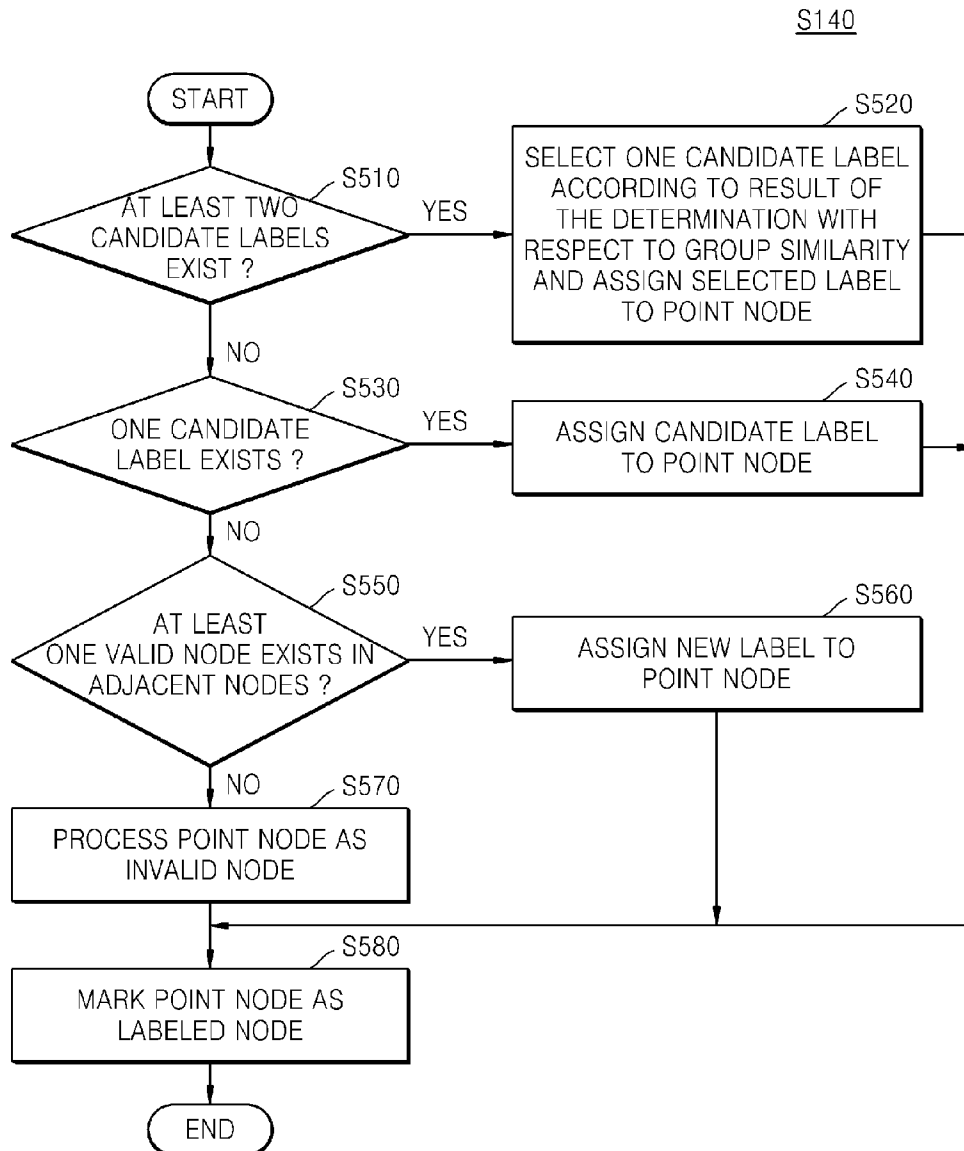 S140
START
S510
AT LEAST TWO
CANDIDATE LABELS
EXIST ?
YES
S520
SELECT ONE CANDIDATE LABEL
ACCORDING TO RESULT OF
THE DETERMINATION WITH
RESPECT TO GROUP SIMILARITY
AND ASSIGN SELECTED LABEL
TO POINT NODE
NO
S530
ONE CANDIDATE
LABEL EXISTS ?
YES
S540
ASSIGN CANDIDATE LABEL
TO POINT NODE
NO
S550
AT LEAST
ONE VALID NODE EXISTS IN
ADJACENT NODES ?
YES
S560
ASSIGN NEW LABEL TO
POINT NODE
NO
S570
PROCESS POINT NODE AS
INVALID NODE
S580
MARK POINT NODE AS
LABELED NODE
END